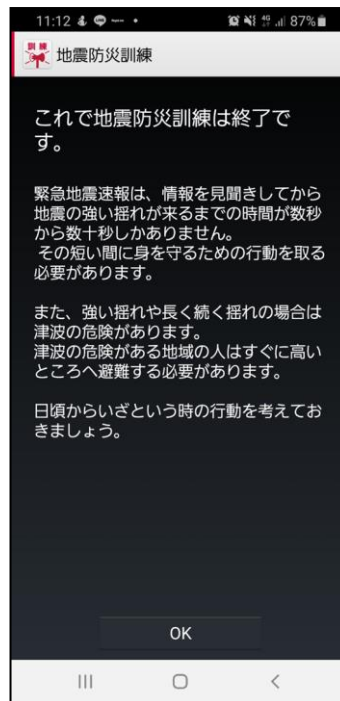 11:12
4G
87%
訓練
地震防災訓練
これで地震防災訓練は終了で
す。
緊急地震速報は、情報を見聞きしてから
地震の強い揺れが来るまでの時間が数秒
から数十秒しかありません。
その短い間に身を守るための行動を取る
必要があります。
また、強い揺れや長く続く揺れの場合は
津波の危険があります。
津波の危険がある地域の人はすぐに高い
ところへ避難する必要があります。
日頃からいざという時の行動を考えてお
きましょう。
OK